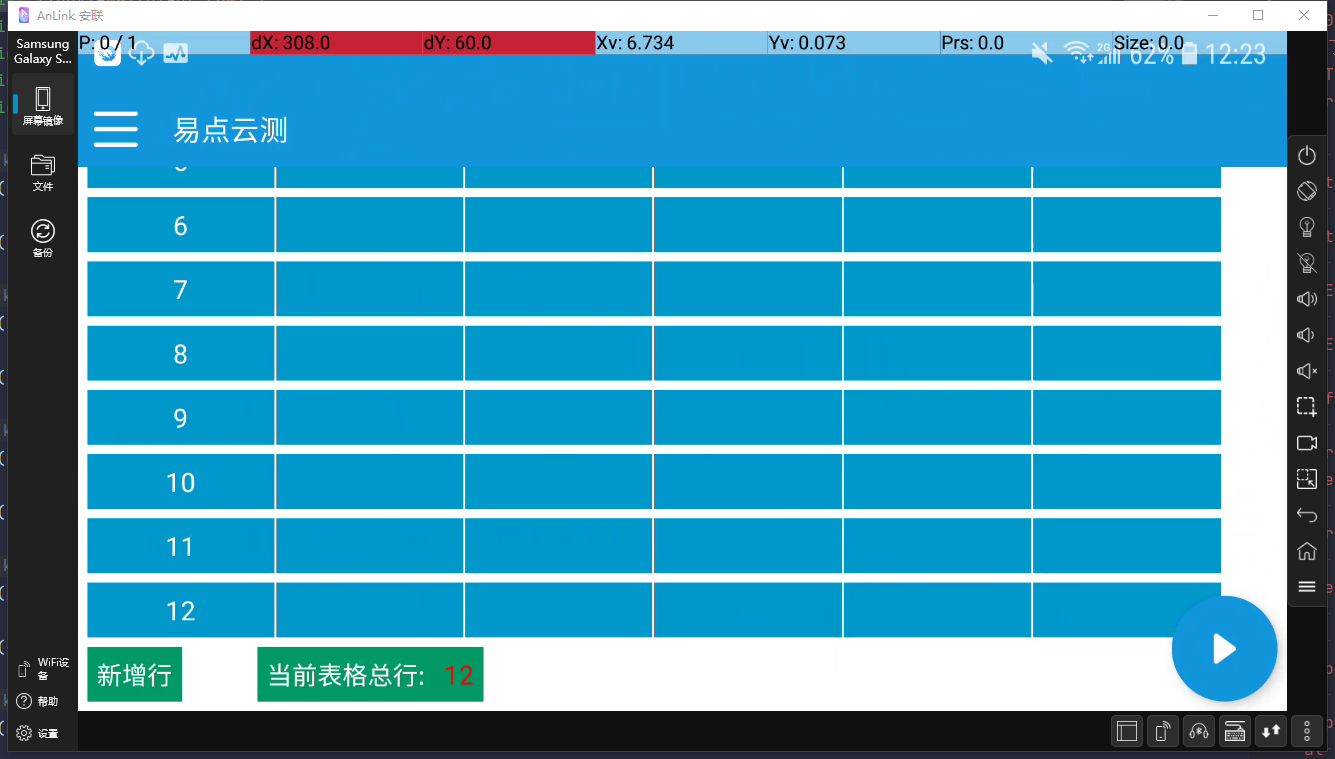 AnLink 安联
Samsung
Galaxy S...
屏幕镜像
文件
备份
WiFi设
备
帮助
设置
P: 0 / 1
dX: 308.0
dY: 60.0
Xv: 6.734
Yv: 0.073
Prs: 0.0
Size: 0.0
2G
62%
12:23
易点云测
6
7
8
9
10
11
12
新增行
当前表格总行: 12